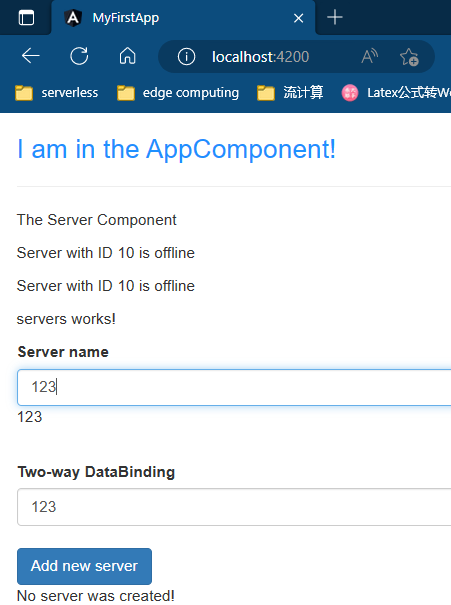 MyFirstApp
localhost:4200
serverless edge computing 流计算 Latex公式转Wo
I am in the AppComponent!
The Server Component
Server with ID 10 is offline
Server with ID 10 is offline
servers works!
Server name
123
123
Two-way DataBinding
123
Add new server
No server was created!